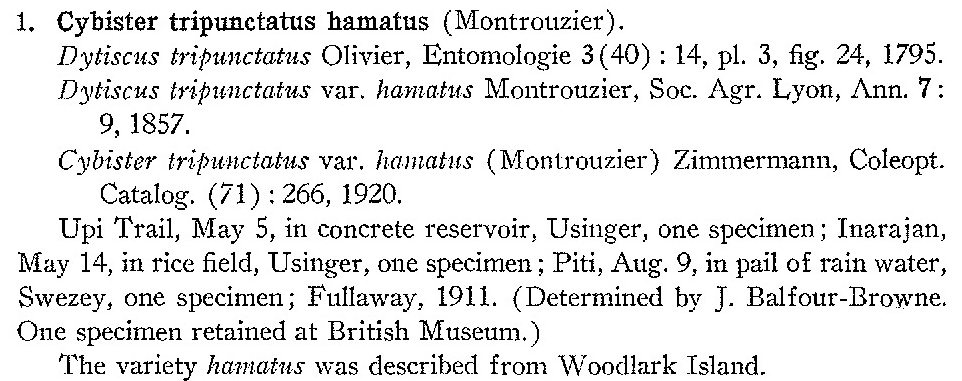 1. Cybister tripunctatus hamatus (Montrouzier).
Dytiscus tripunctatus Olivier, Entomologie 3(40) : 14, pl. 3, fig. 24, 1795.
Dytiscus tripunctatus var. hamatus Montrouzier, Soc. Agr. Lyon, Ann. 7 :
9, 1857.
Cybister tripunctatus var. hamatus (Montrouzier) Zimmermann, Coleopt.
Catalog. (71) : 266, 1920.
Upi Trail, May 5, in concrete reservoir, Usinger, one specimen; Inarajan,
May 14, in rice field, Usinger, one specimen; Piti, Aug. 9, in pail of rain water,
Swezey, one specimen; Fullaway, 1911. (Determined by J. Balfour-Browne.
One specimen retained at British Museum.)
The variety hamatus was described from Woodlark Island.